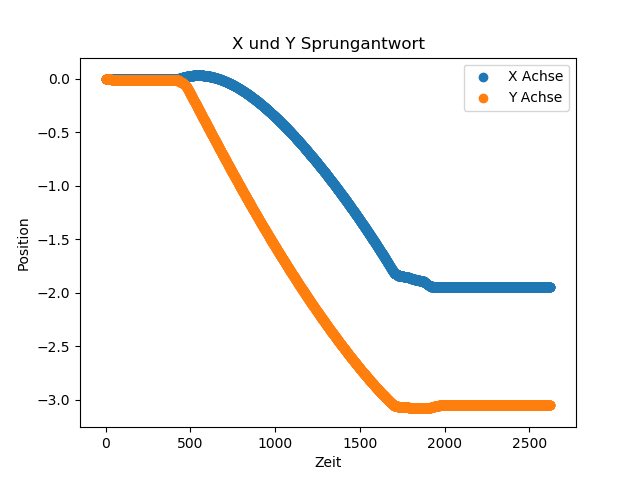 X und Y Sprungantwort
X Achse
Y Achse
Position
0.0
−0.5
−1.0
−1.5
−2.0
−2.5
−3.0
0 500 1000 1500 2000 2500
Zeit